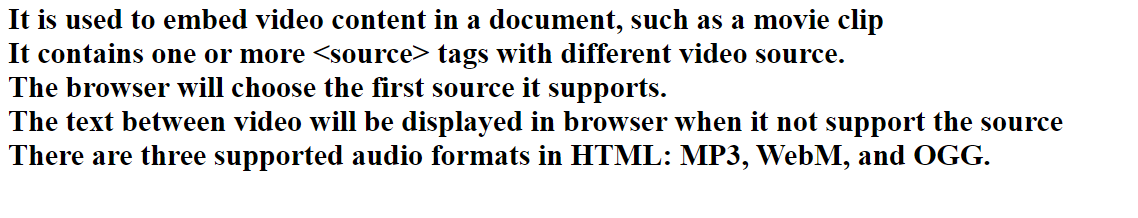 It is used to embed video content in a document, such as a movie clip
It contains one or more <source> tags with different video source.
The browser will choose the first source it supports.
The text between video will be displayed in browser when it not support the source
There are three supported audio formats in HTML: MP3, WebM, and OGG.